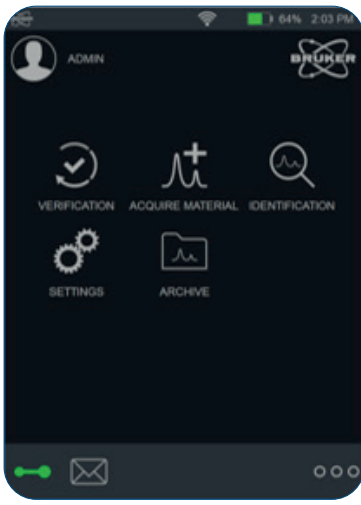 64% 2:03 PM
ADMIN
BRUKER
VERIFICATION
ACQUIRE MATERIAL
IDENTIFICATION
SETTINGS
ARCHIVE